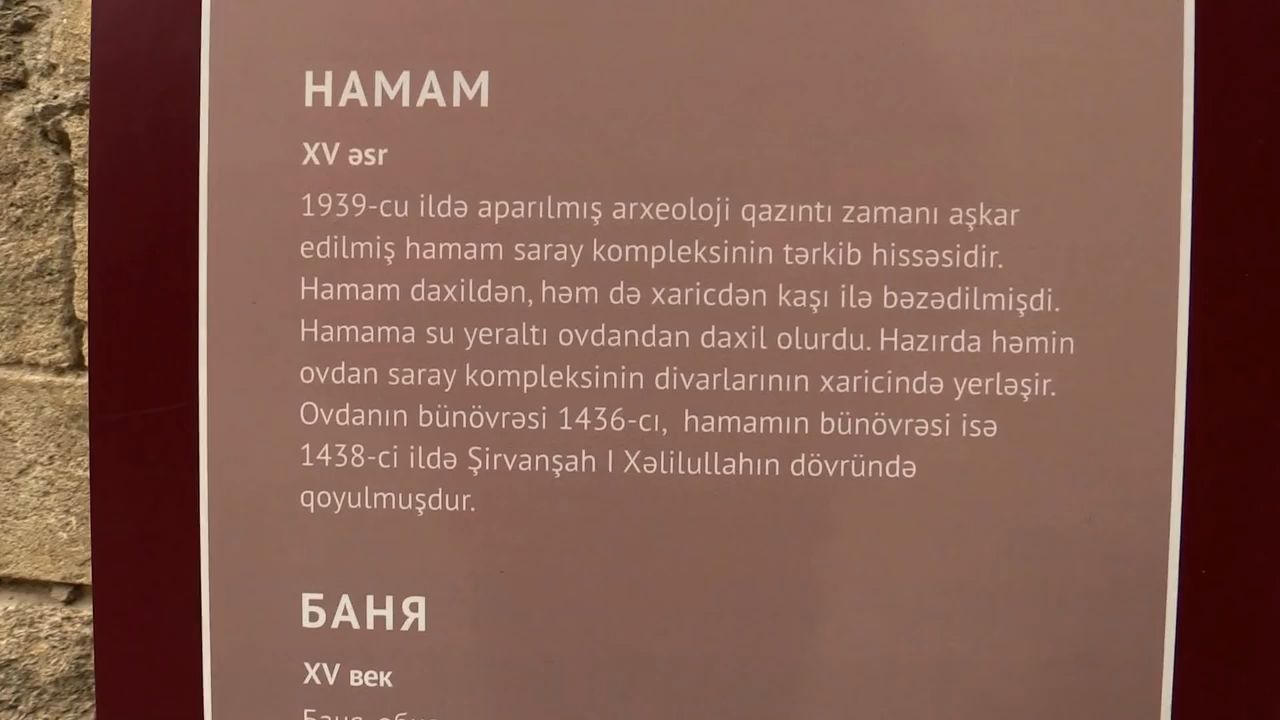 HAMAM
XV əsr
1939-cu ildə aparılmış arxeoloji qazıntı zamanı aşkar
edilmiş hamam saray kompleksinin tərkib hissəsidir.
Hamam daxildən, həm də xaricdən kaşı ilə bəzədilmişdi.
Hamama su yeraltı ovdandan daxil olurdu. Hazırda həmin
ovdan saray kompleksinin divarlarının xaricində yerləşir.
Ovdanın bünövrəsi 1436-cı, hamamın bünövrəsi isə
1438-ci ildə Şirvanşah I Xəlilullahın dövründə
qoyulmuşdur.
БАНЯ
XV век